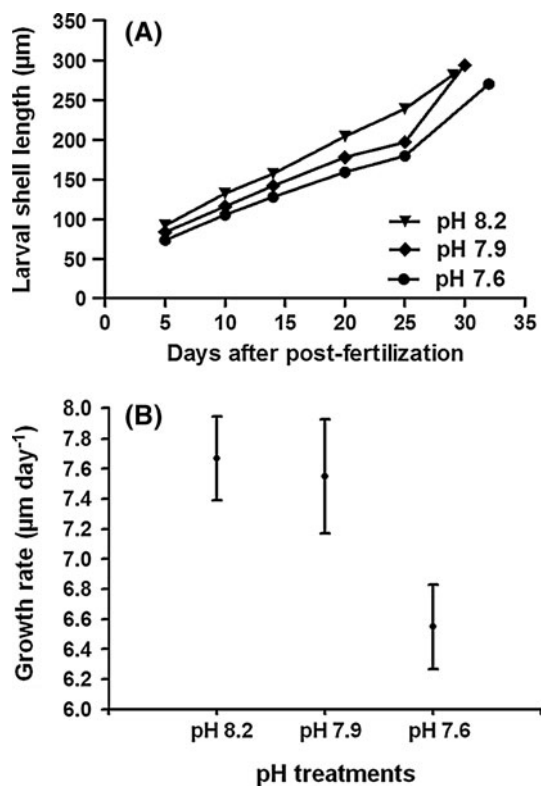 (A)
Larval shell length (µm)
350
300
250
200
150
100
50
0
pH 8.2
pH 7.9
pH 7.6
0 5 10 15 20 25 30 35
Days after post-fertilization
(B)
Growth rate (µm day⁻¹)
8.0
7.8
7.6
7.4
7.2
7.0
6.8
6.6
6.4
6.2
6.0
pH 8.2 pH 7.9 pH 7.6
pH treatments